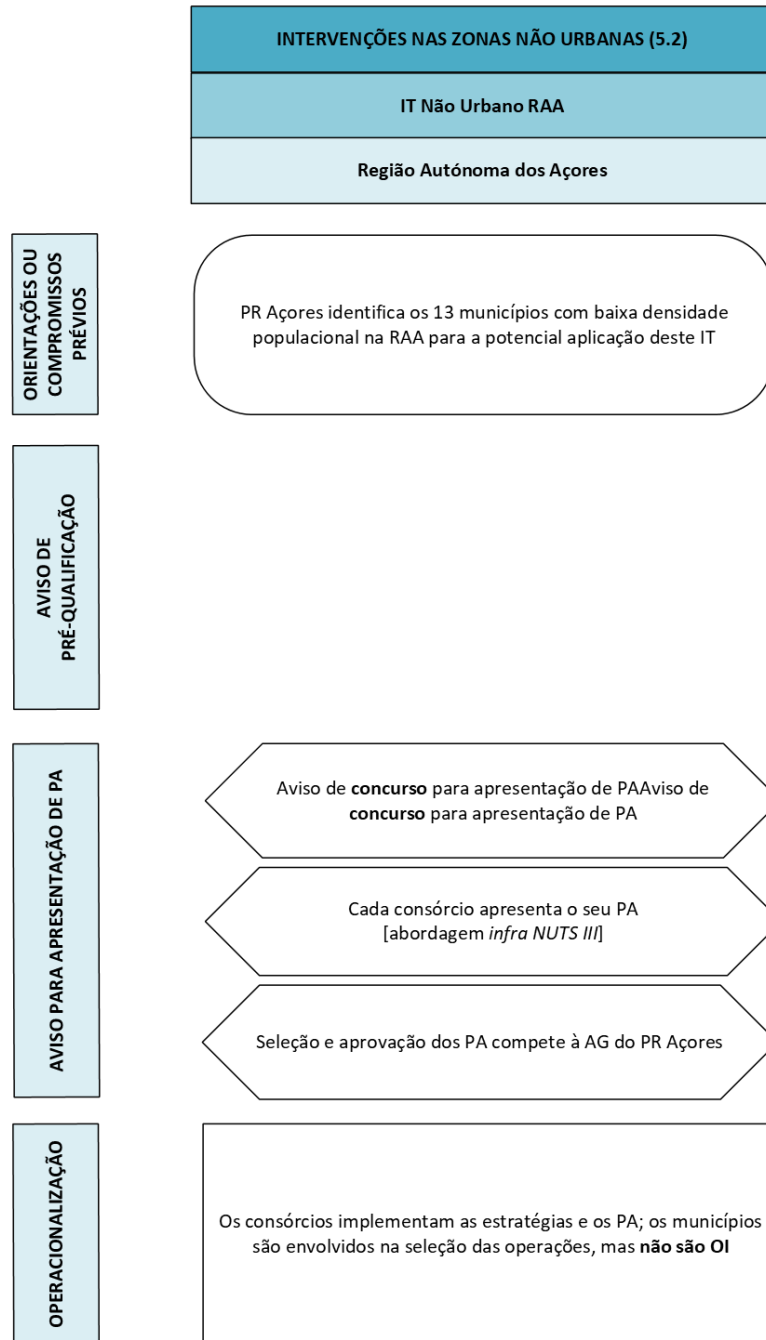 INTERVENÇÕES NAS ZONAS NÃO URBANAS (5.2)
IT Não Urbano RAA
Região Autónoma dos Açores
ORIENTAÇÕES OU
COMPROMISSOS
PRÉVIOS
PR Açores identifica os 13 municípios com baixa densidade
populacional na RAA para a potencial aplicação deste IT
AVISO DE
PRÉ-QUALIFICAÇÃO
AVISO PARA APRESENTAÇÃO DE PA
Aviso de concurso para apresentação de PAAviso de
concurso para apresentação de PA
Cada consórcio apresenta o seu PA
[abordagem infra NUTS III]
Seleção e aprovação dos PA compete à AG do PR Açores
OPERACIONALIZAÇÃO
Os consórcios implementam as estratégias e os PA; os municípios
são envolvidos na seleção das operações, mas não são OI